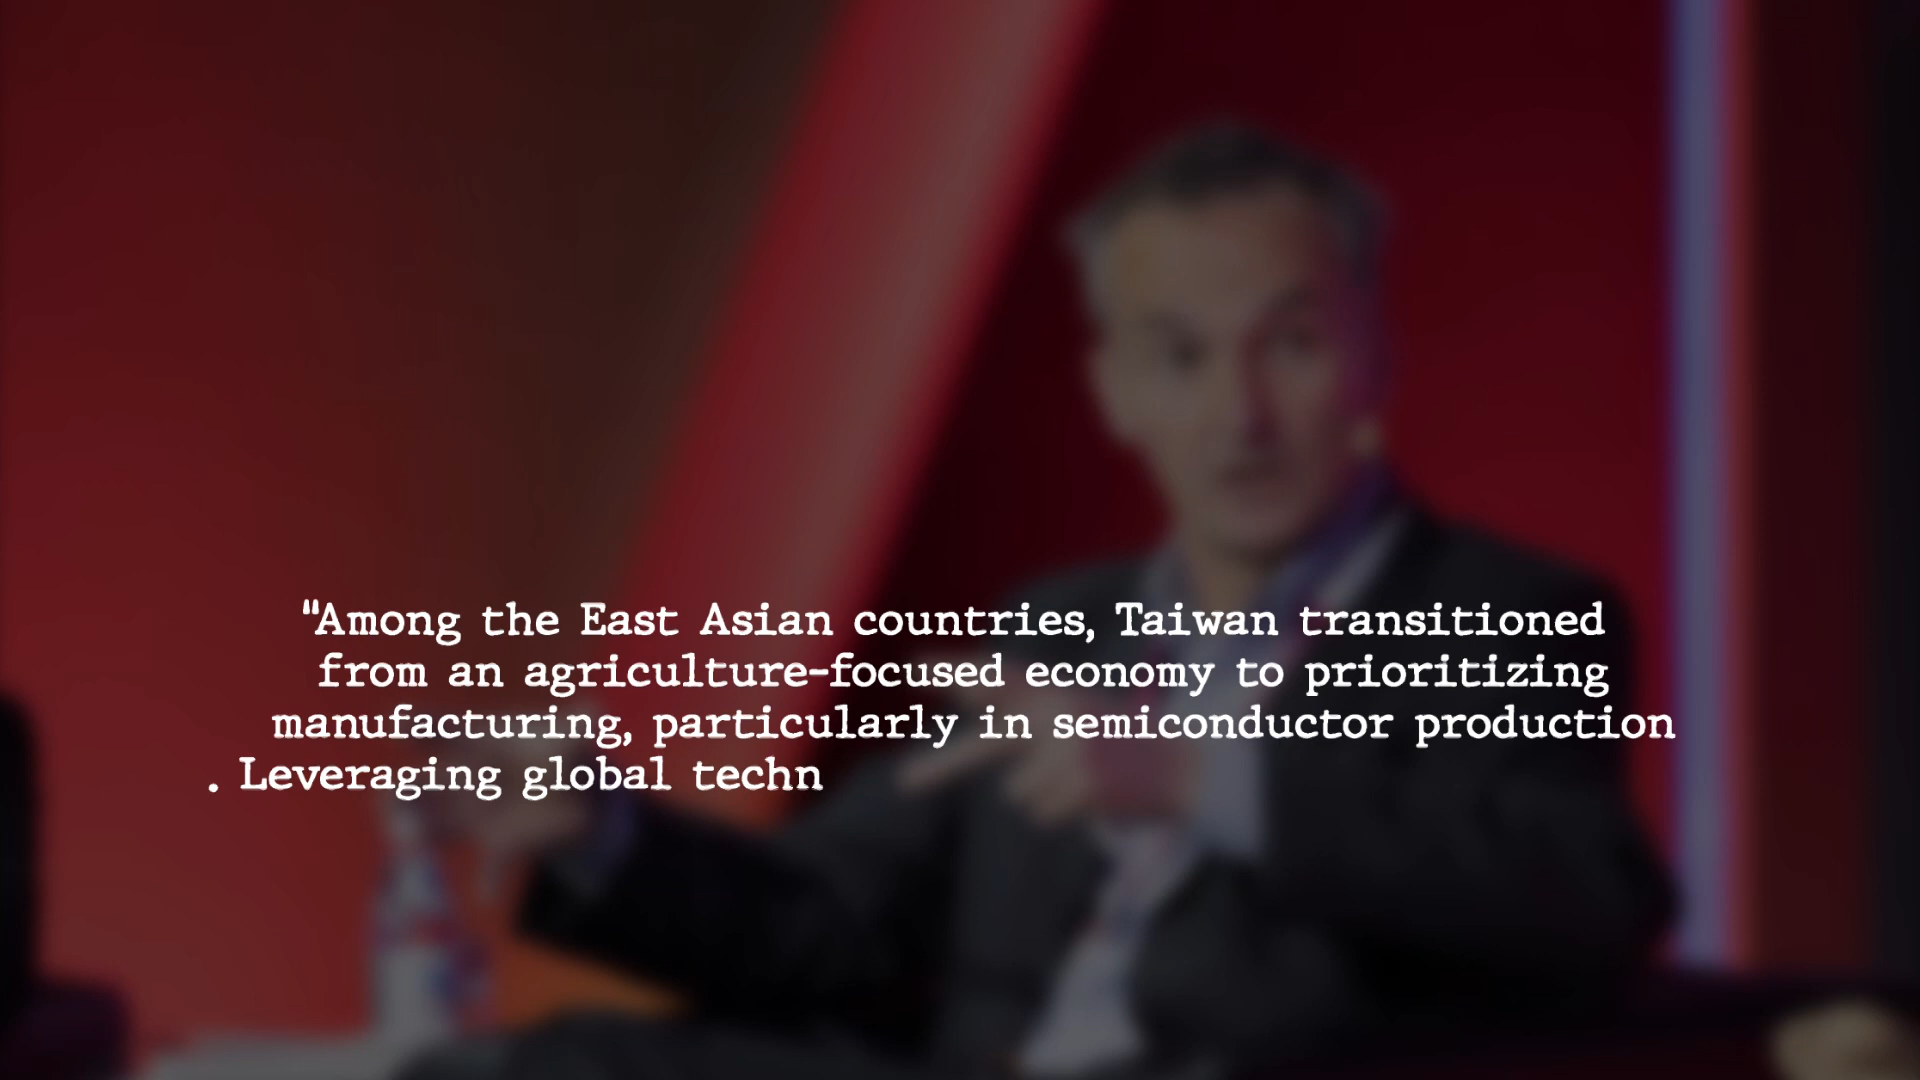 "Among the East Asian countries, Taiwan transitioned
from an agriculture-focused economy to prioritizing
manufacturing, particularly in semiconductor production
. Leveraging global techn